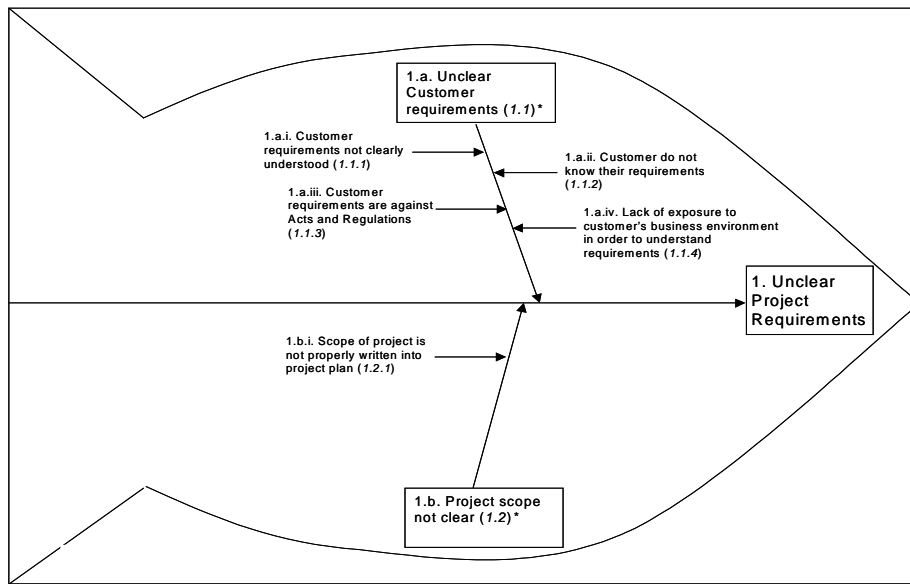 1.a. Unclear
Customer
requirements (1.1)*
1.a.i. Customer
requirements not clearly
understood (1.1.1)
1.a.ii. Customer do not
know their requirements
(1.1.2)
1.a.iii. Customer
requirements are against
Acts and Regulations
(1.1.3)
1.a.iv. Lack of exposure to
customer's business environment
in order to understand
requirements (1.1.4)
1. Unclear
Project
Requirements
1.b.i. Scope of project is
not properly written into
project plan (1.2.1)
1.b. Project scope
not clear (1.2)*